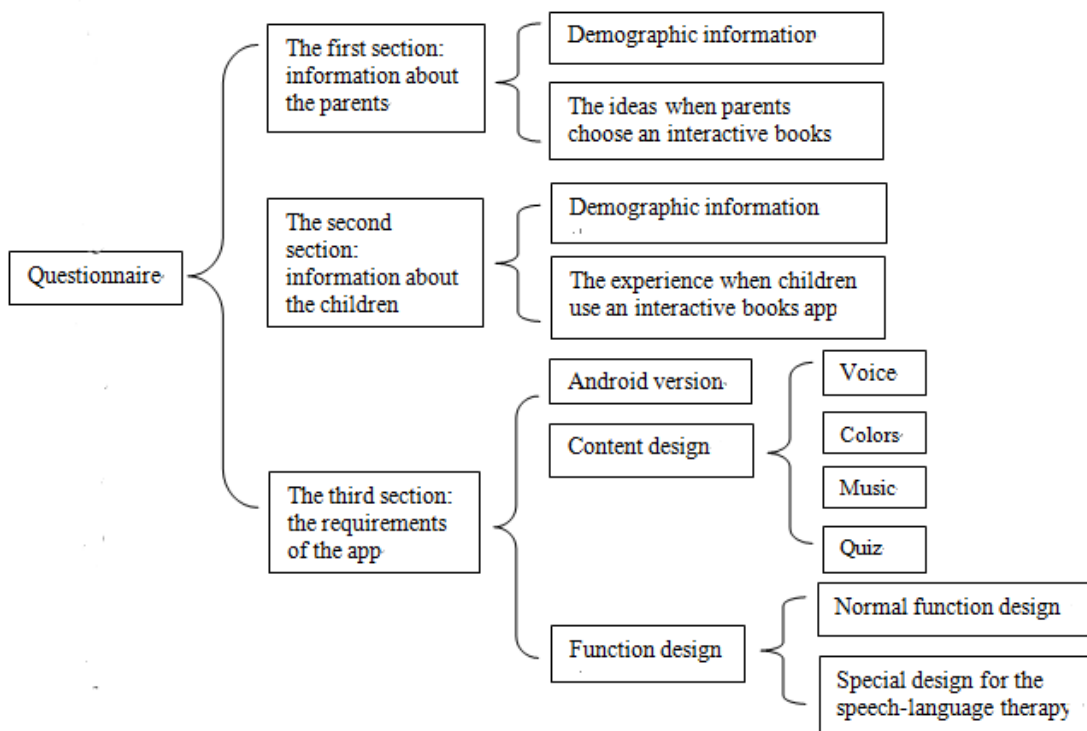 Questionnaire
The first section:
information about
the parents
Demographic information
The ideas when parents
choose an interactive books
The second
section:
information about
the children
Demographic information
The experience when children
use an interactive books app
The third section:
the requirements
of the app
Android version
Content design
Voice
Colors
Music
Quiz
Function design
Normal function design
Special design for the
speech-language therapy